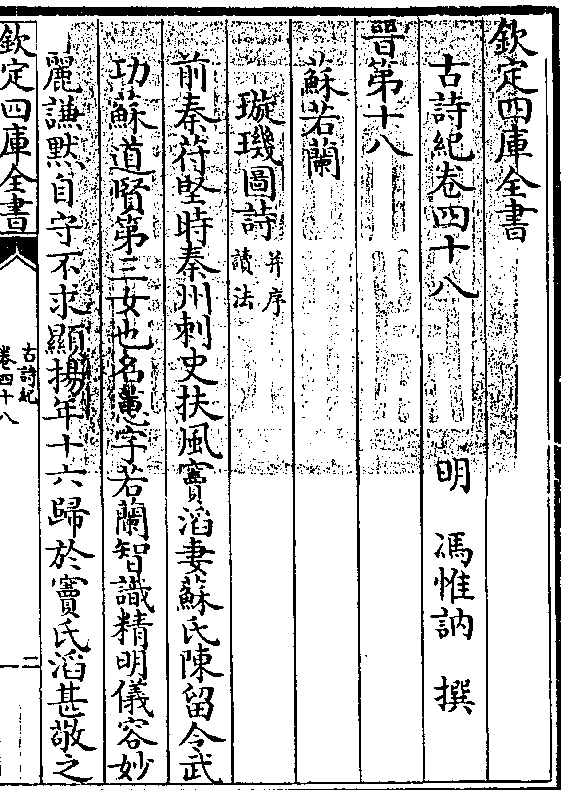 欽定四庫全書
古詩紀卷四十八
明 馮惟訥 撰
晉第十八
蘇若蘭
璇璣圖詩
并序
讀法
前秦苻堅時秦州刺史扶風竇滔妻蘇氏陳留令武
功蘇道賢第三女也名蕙字若蘭智識精明儀容妙
麗謙默自守不求顯揚年十六歸於竇氏滔甚敬之
欽定四庫全書
古詩紀
卷四十八
二